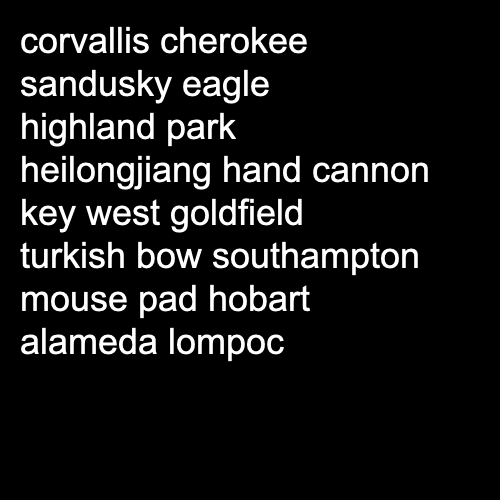 corvallis cherokee
sandusky eagle
highland park
heilongjiang hand cannon
key west goldfield
turkish bow southampton
mouse pad hobart
alameda lompoc